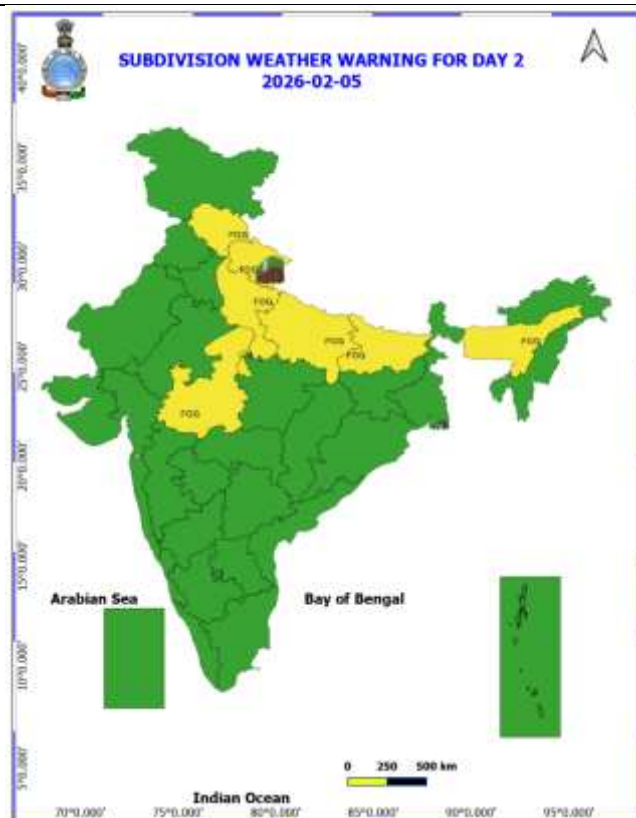 SUBDIVISION WEATHER WARNING FOR DAY 2
2026-02-05
40°0.000'
35°0.000'
30°0.000'
25°0.000'
20°0.000'
15°0.000'
10°0.000'
5°0.000'
FOG
FOG
FOG
FOG
FOG
FOG
FOG
Arabian Sea
Bay of Bengal
0 250 500 km
Indian Ocean
70°0.000' 75°0.000' 80°0.000' 85°0.000' 90°0.000' 95°0.000'